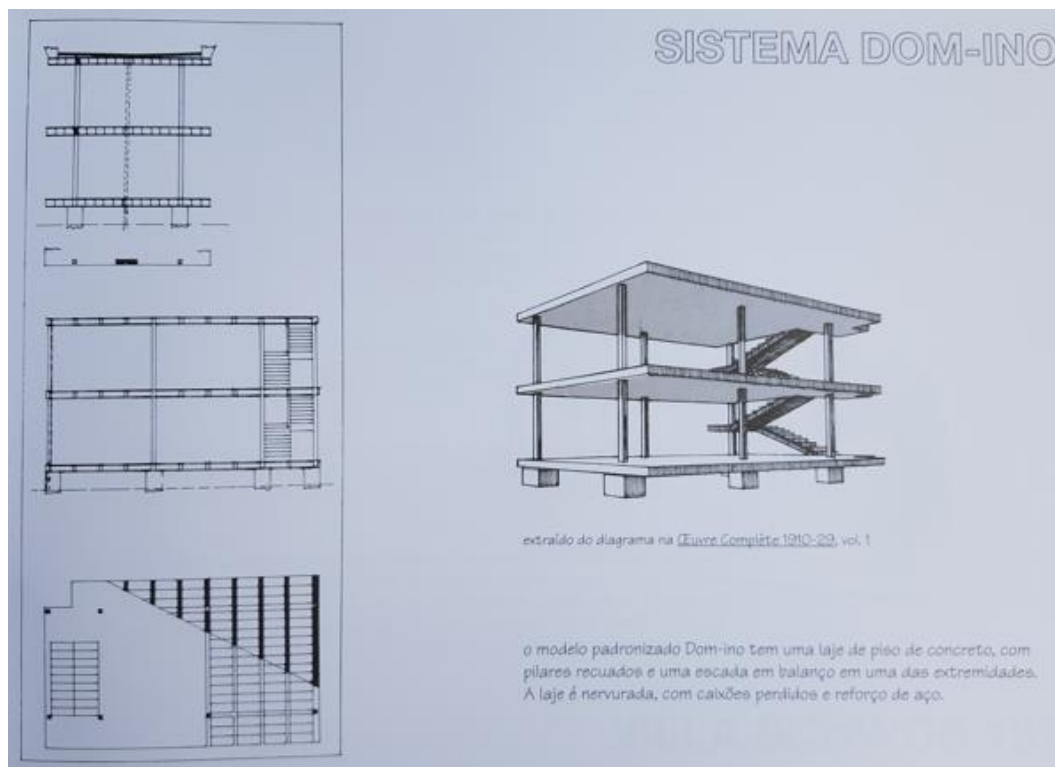 SISTEMA DOM-INO
extraído do diagrama na Œuvre Complète 1910-29, vol. 1
o modelo padronizado Dom-ino tem uma laje de piso de concreto, com
pilares recuados e uma escada em balanço em uma das extremidades.
A laje é nervurada, com caixões perdidos e reforço de aço.